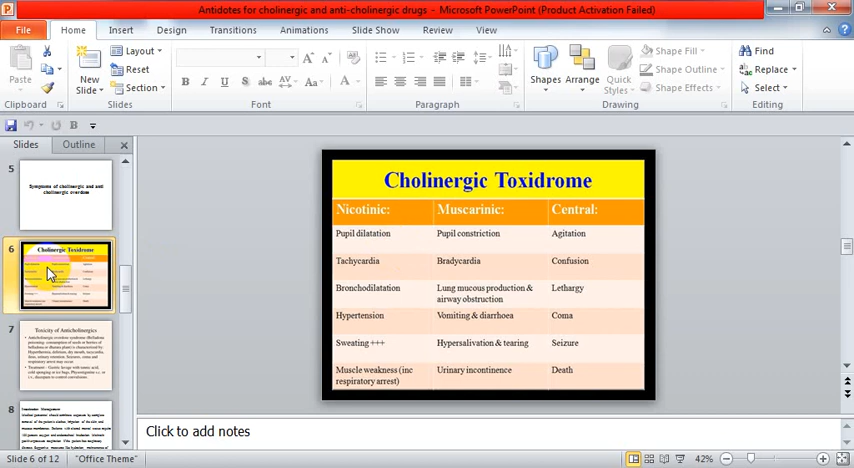 Antidotes for cholinergic and anti-cholinergic drugs - Microsoft PowerPoint (Product Activation Failed)
File Home Insert Design Transitions Animations Slide Show Review View
Paste
New Slide
Layout
Reset
Section
Shapes Arrange Quick Styles
Shape Fill
Shape Outline
Shape Effects
Find
Replace
Select
Clipboard Slides Font Paragraph Drawing Editing
Slides Outline
5
Symptoms of cholinergic and anti
cholinergic overdose
6
Cholinergic Toxidrome
7
Toxicity of Anticholinergics
8
Cholinergic Toxidrome
Nicotinic: Muscarinic: Central:
Pupil dilatation Pupil constriction Agitation
Tachycardia Bradycardia Confusion
Bronchodilatation Lung mucous production & airway obstruction Lethargy
Hypertension Vomiting & diarrhoea Coma
Sweating +++ Hypersalivation & tearing Seizure
Muscle weakness (inc respiratory arrest) Urinary incontinence Death
Click to add notes
Slide 6 of 12 "Office Theme" 42%